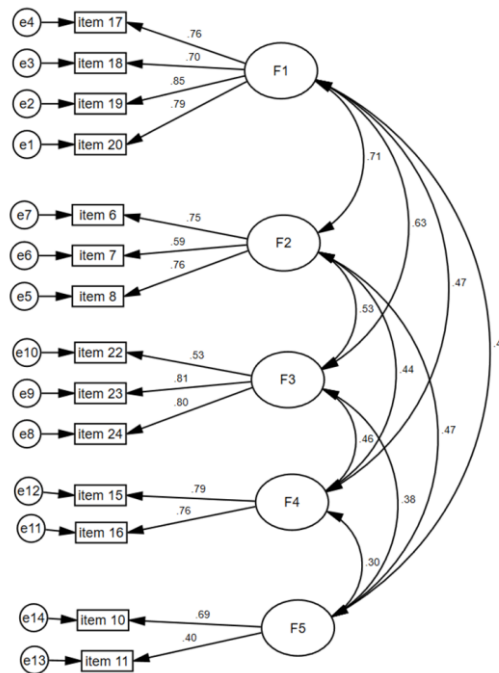 e4 item 17 .76
e3 item 18 .70 F1
e2 item 19 .85
e1 item 20 .79
.71
e7 item 6 .75
.63
e6 item 7 .59 F2
e5 item 8 .76
.47
.53
e10 item 22 .53
.44
e9 item 23 .81 F3
.47
e8 item 24 .80
.46
e12 item 15 .79
.38
e11 item 16 .76 F4
.30
e14 item 10 .69
e13 item 11 .40 F5